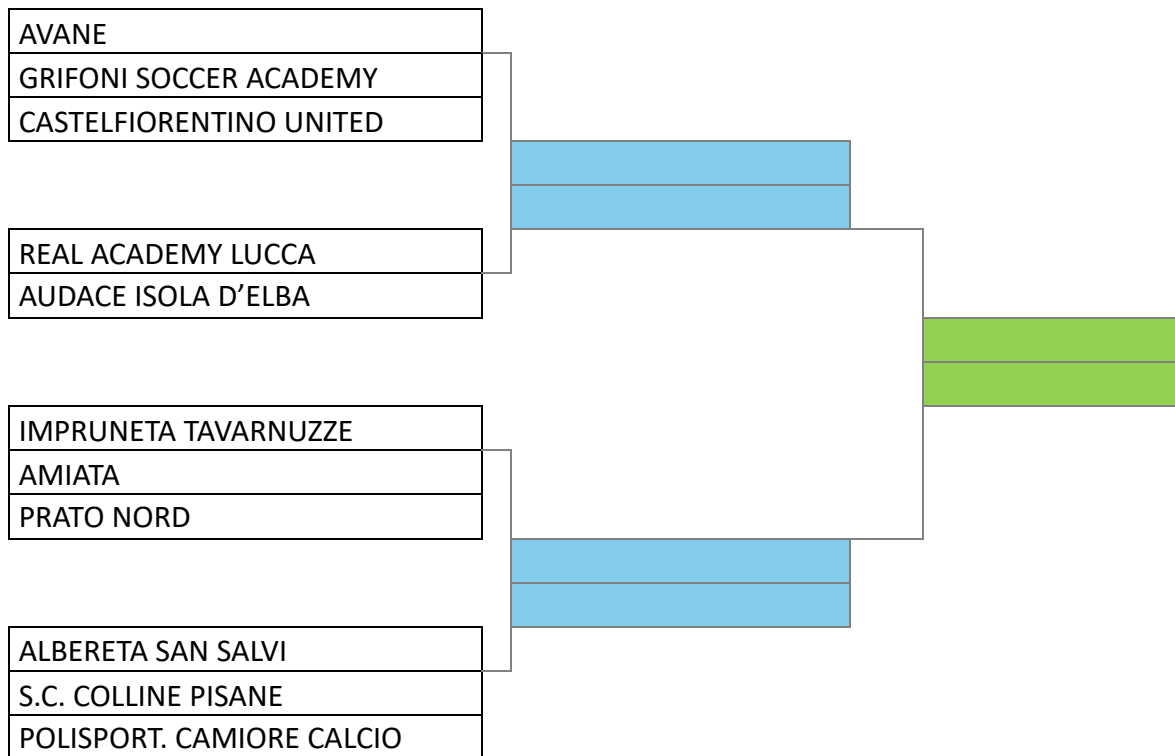 AVANE
GRIFONI SOCCER ACADEMY
CASTELFIORENTINO UNITED
REAL ACADEMY LUCCA
AUDACE ISOLA D’ELBA
IMPRUNETA TAVARNUZZE
AMIATA
PRATO NORD
ALBERETA SAN SALVI
S.C. COLLINE PISANE
POLISPORT. CAMIORE CALCIO